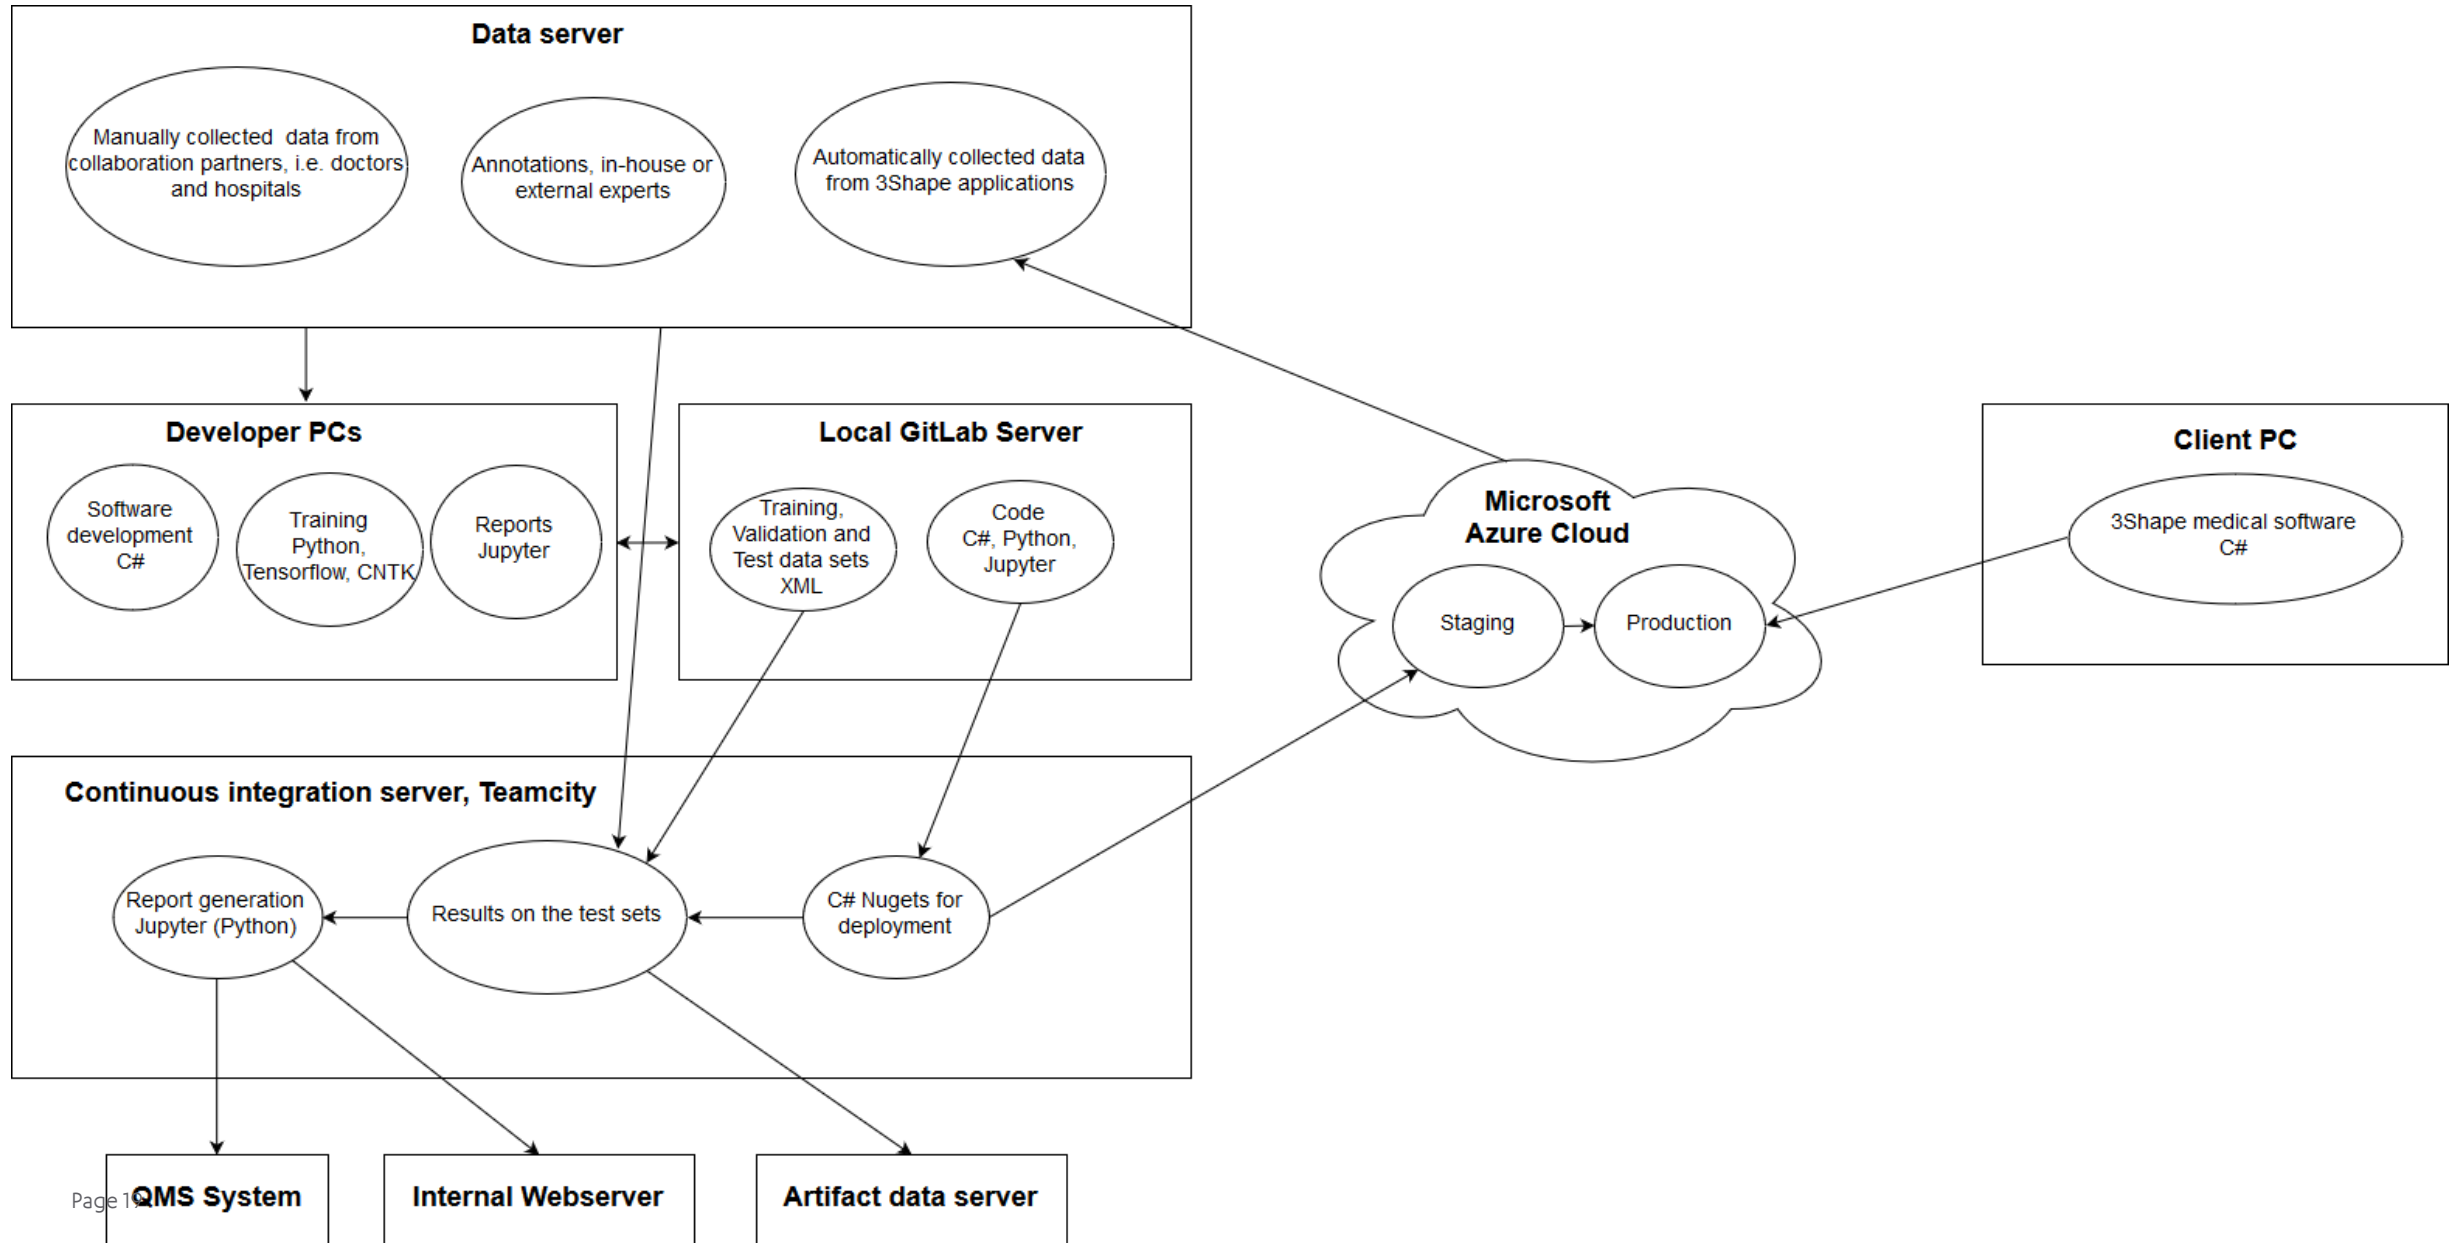 Data server
Manually collected  data from
collaboration partners, i.e. doctors
and hospitals
Annotations, in-house or
external experts
Automatically collected data
from 3Shape applications
Developer PCs
Software
development
C#
Training
Python,
Tensorflow, CNTK
Reports
Jupyter
Local GitLab Server
Training,
Validation and
Test data sets
XML
Code
C#, Python,
Jupyter
Microsoft
Azure Cloud
Staging
Production
Client PC
3Shape medical software
C#
Continuous integration server, Teamcity
Report generation
Jupyter (Python)
Results on the test sets
C# Nugets for
deployment
QMS System
Internal Webserver
Artifact data server
Page 19